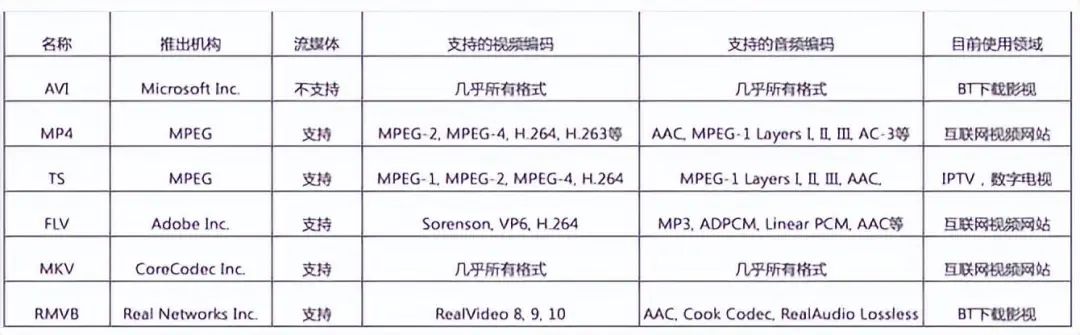 名称 推出机构 流媒体 支持的视频编码 支持的音频编码 目前使用领域
AVI Microsoft Inc. 不支持 几乎所有格式 几乎所有格式 BT下载影视
MP4 MPEG 支持 MPEG-2, MPEG-4, H.264, H.263等 AAC, MPEG-1 Layers I, II, III, AC-3等 互联网视频网站
TS MPEG 支持 MPEG-1, MPEG-2, MPEG-4, H.264 MPEG-1 Layers I, II, III, AAC, IPTV，数字电视
FLV Adobe Inc. 支持 Sorenson, VP6, H.264 MP3, ADPCM, Linear PCM, AAC等 互联网视频网站
MKV CoreCodec Inc. 支持 几乎所有格式 几乎所有格式 互联网视频网站
RMVB Real Networks Inc. 支持 RealVideo 8, 9, 10 AAC, Cook Codec, RealAudio Lossless BT下载影视